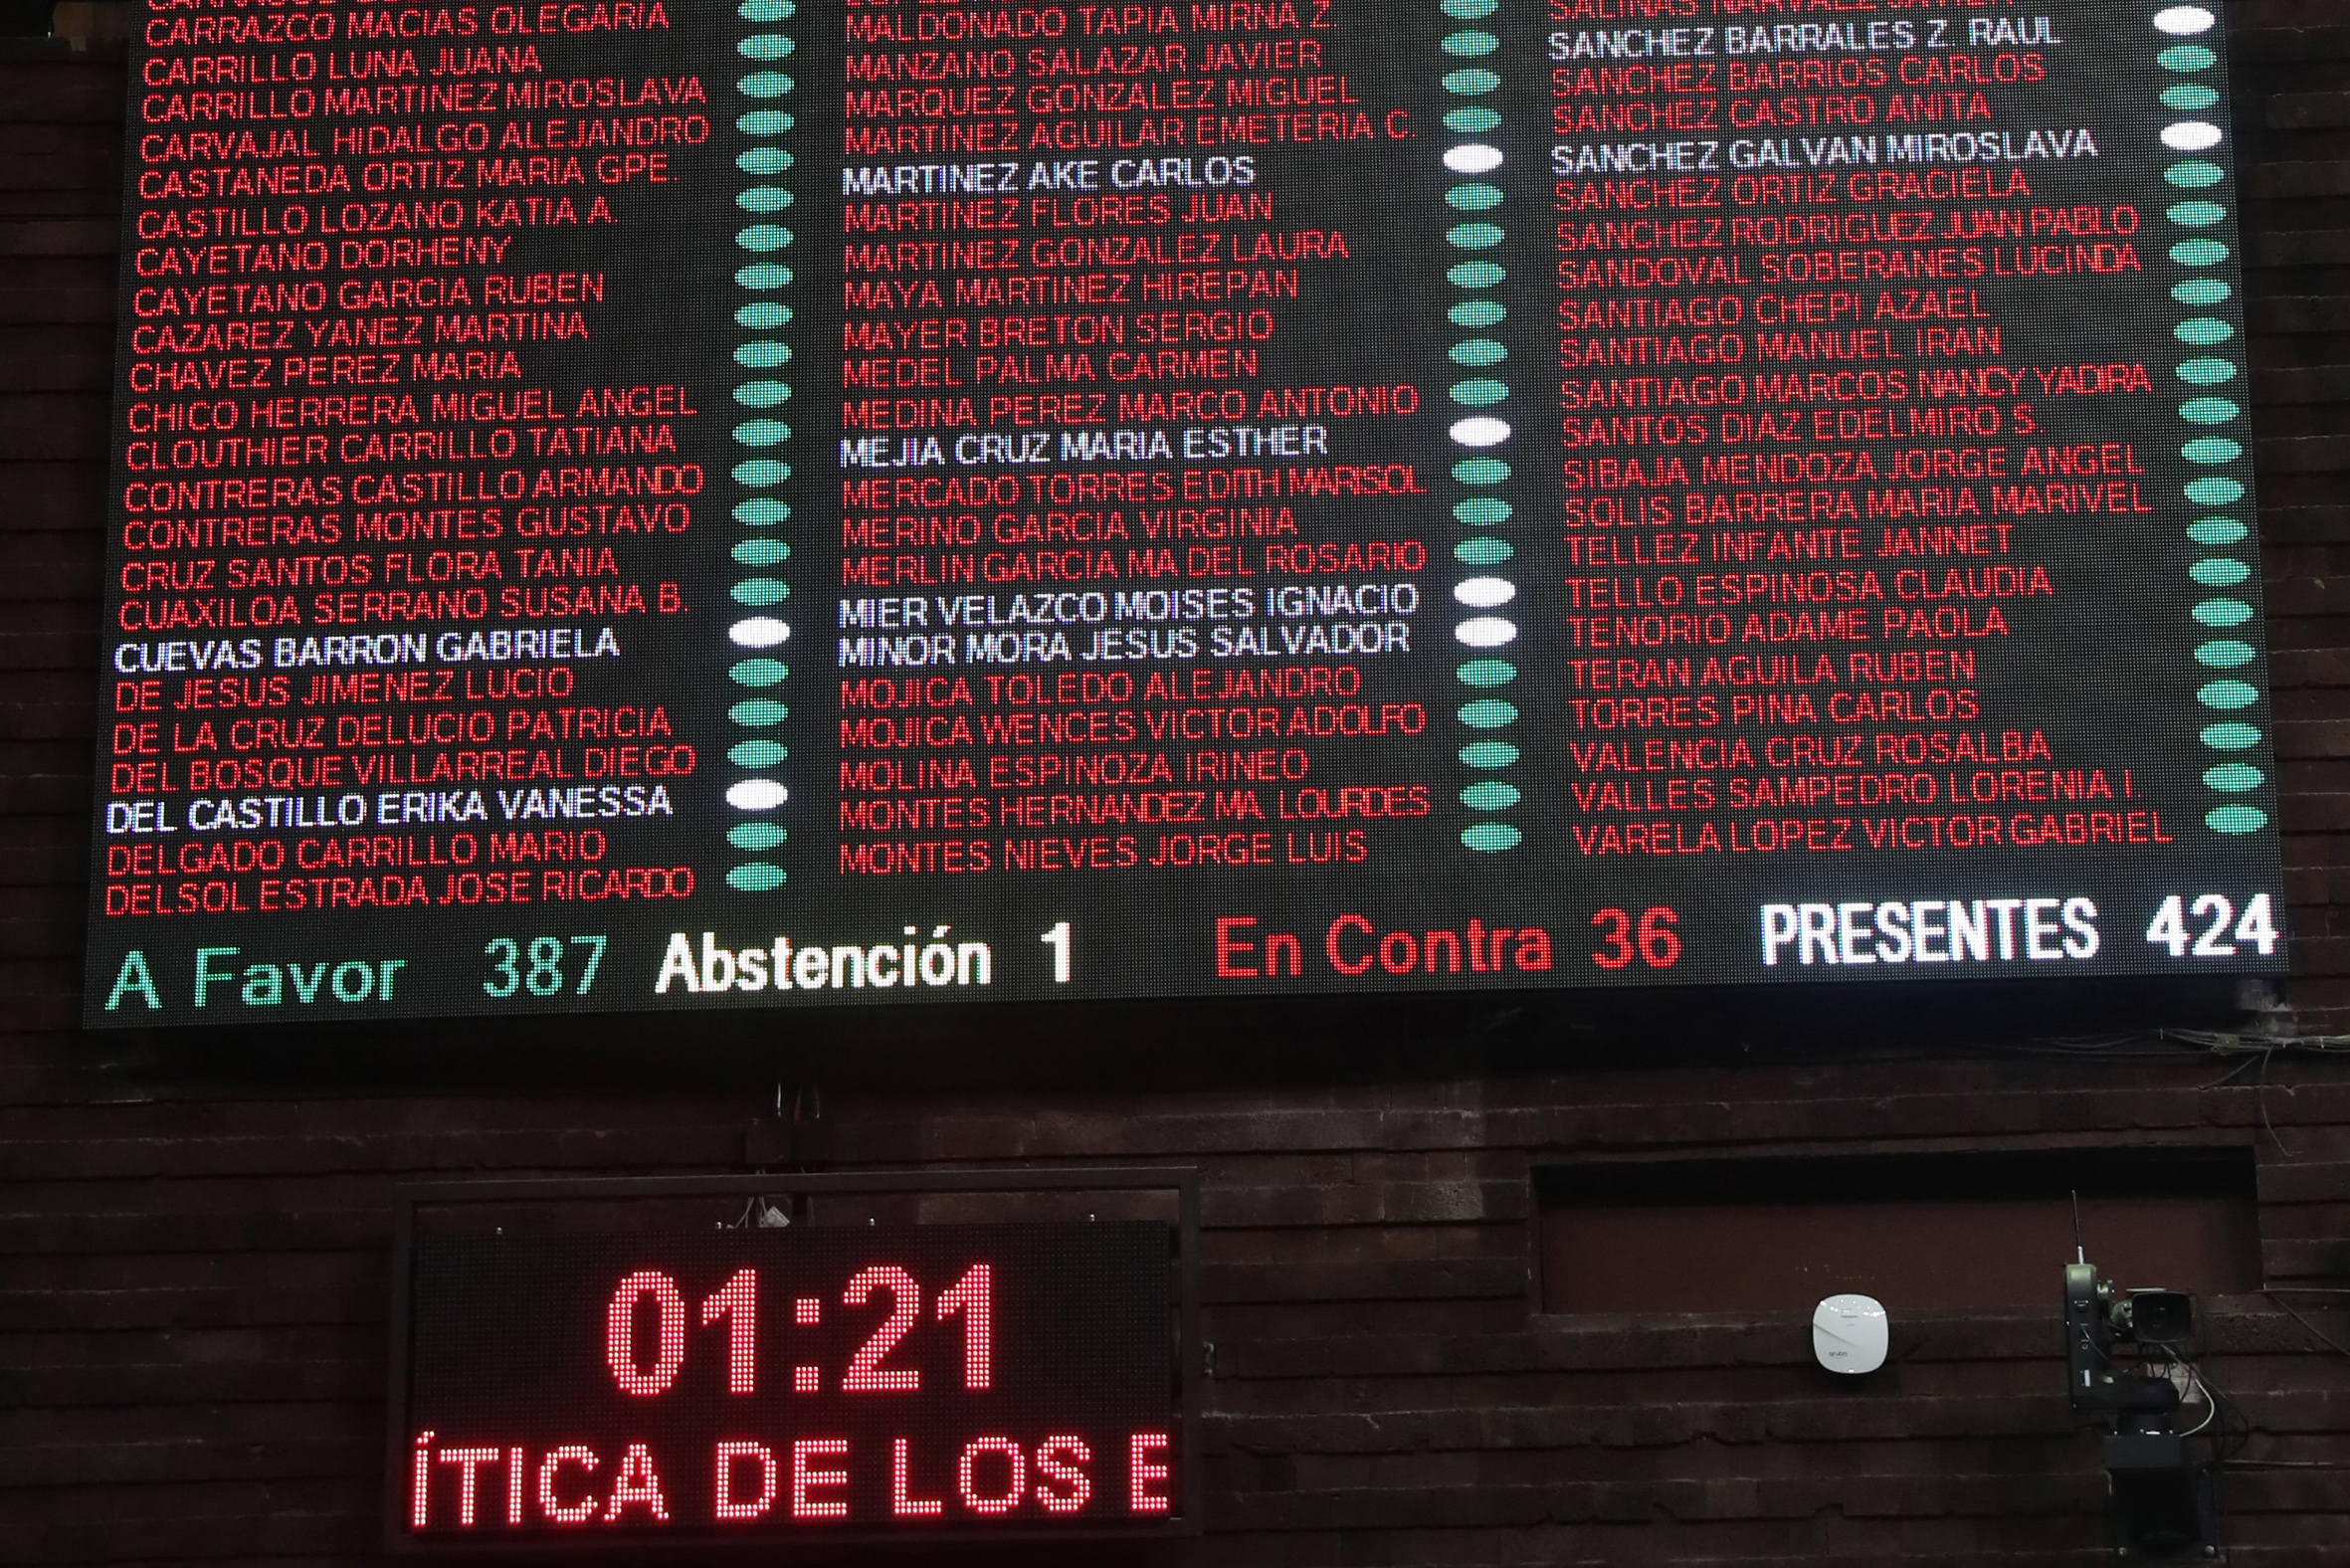 CARRAZCO MACIAS OLEGARIA
CARRILLO LUNA JUANA
CARRILLO MARTINEZ MIROSLAVA
CARVAJAL HIDALGO ALEJANDRO
CASTANEDA ORTIZ MARIA GPE.
CASTILLO LOZANO KATIA A.
CAYETANO DORHENY
CAYETANO GARCIA RUBEN
CAZAREZ YANEZ MARTINA
CHAVEZ PEREZ MARIA
CHICO HERRERA MIGUEL ANGEL
CLOUTHIER CARRILLO TATIANA
CONTRERAS CASTILLO ARMANDO
CONTRERAS MONTES GUSTAVO
CRUZ SANTOS FLORA TANIA
CUAXILOA SERRANO SUSANA B.
CUEVAS BARRON GABRIELA
DE JESUS JIMENEZ LUCIO
DE LA CRUZ DELUCIO PATRICIA
DEL BOSQUE VILLARREAL DIEGO
DEL CASTILLO ERIKA VANESSA
DELGADO CARRILLO MARIO
DELSOL ESTRADA JOSE RICARDO
MALDONADO TAPIA MIRNA Z.
MANZANO SALAZAR JAVIER
MARQUEZ GONZALEZ MIGUEL
MARTINEZ AGUILAR EMETERIA C.
MARTINEZ AKE CARLOS
MARTINEZ FLORES JUAN
MARTINEZ GONZALEZ LAURA
MAYA MARTINEZ HIREPAN
MAYER BRETON SERGIO
MEDEL PALMA CARMEN
MEDINA PEREZ MARCO ANTONIO
MEJIA CRUZ MARIA ESTHER
MERCADO TORRES EDITH MARISOL
MERINO GARCIA VIRGINIA
MERLIN GARCIA MA DEL ROSARIO
MIER VELAZCO MOISES IGNACIO
MINOR MORA JESUS SALVADOR
MOJICA TOLEDO ALEJANDRO
MOJICA WENCES VICTOR ADOLFO
MOLINA ESPINOZA IRINEO
MONTES HERNANDEZ MA. LOURDES
MONTES NIEVES JORGE LUIS
SALINAS NARVAEZ JAVIER
SANCHEZ BARRALES Z. RAUL
SANCHEZ BARRIOS CARLOS
SANCHEZ CASTRO ANITA
SANCHEZ GALVAN MIROSLAVA
SANCHEZ ORTIZ GRACIELA
SANCHEZ RODRIGUEZ JUAN PABLO
SANDOVAL SOBERANES LUCINDA
SANTIAGO CHEPI AZAEL
SANTIAGO MANUEL IRAN
SANTIAGO MARCOS NANCY YADIRA
SANTOS DIAZ EDELMIRO S.
SIBAJA MENDOZA JORGE ANGEL
SOLIS BARRERA MARIA MARIVEL
TELLEZ INFANTE JANNET
TELLO ESPINOSA CLAUDIA
TENORIO ADAME PAOLA
TERAN AGUILA RUBEN
TORRES PINA CARLOS
VALENCIA CRUZ ROSALBA
VALLES SAMPEDRO LORENIA I.
VARELA LOPEZ VICTOR GABRIEL
A Favor 387 Abstención 1 En Contra 36 PRESENTES 424
01:21
ÍTICA DE LOS E
aruba